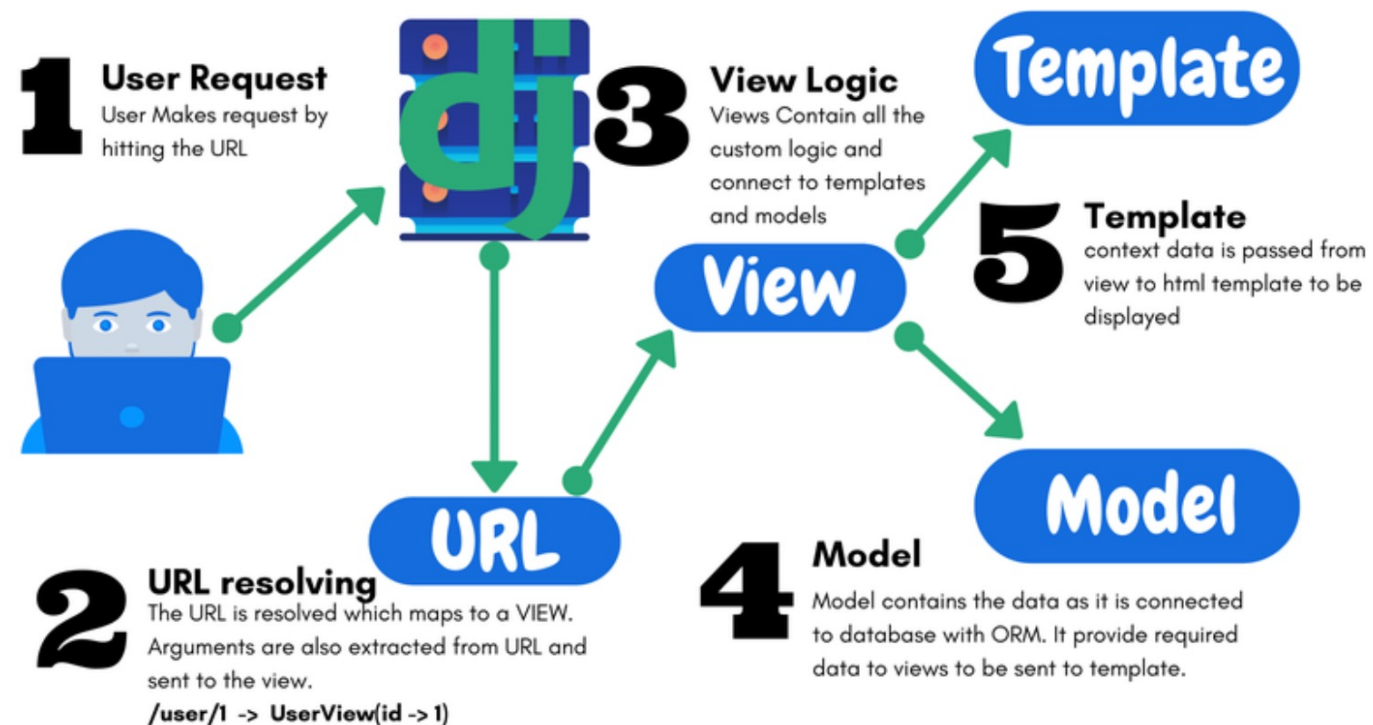 1
User Request
User Makes request by
hitting the URL
dj
3
View Logic
Views Contain all the
custom logic and
connect to templates
and models
Template
5
Template
context data is passed from
view to html template to be
displayed
View
URL
2
URL resolving
The URL is resolved which maps to a VIEW.
Arguments are also extracted from URL and
sent to the view.
/user/1 -> UserView(id -> 1)
Model
4
Model
Model contains the data as it is connected
to database with ORM. It provide required
data to views to be sent to template.